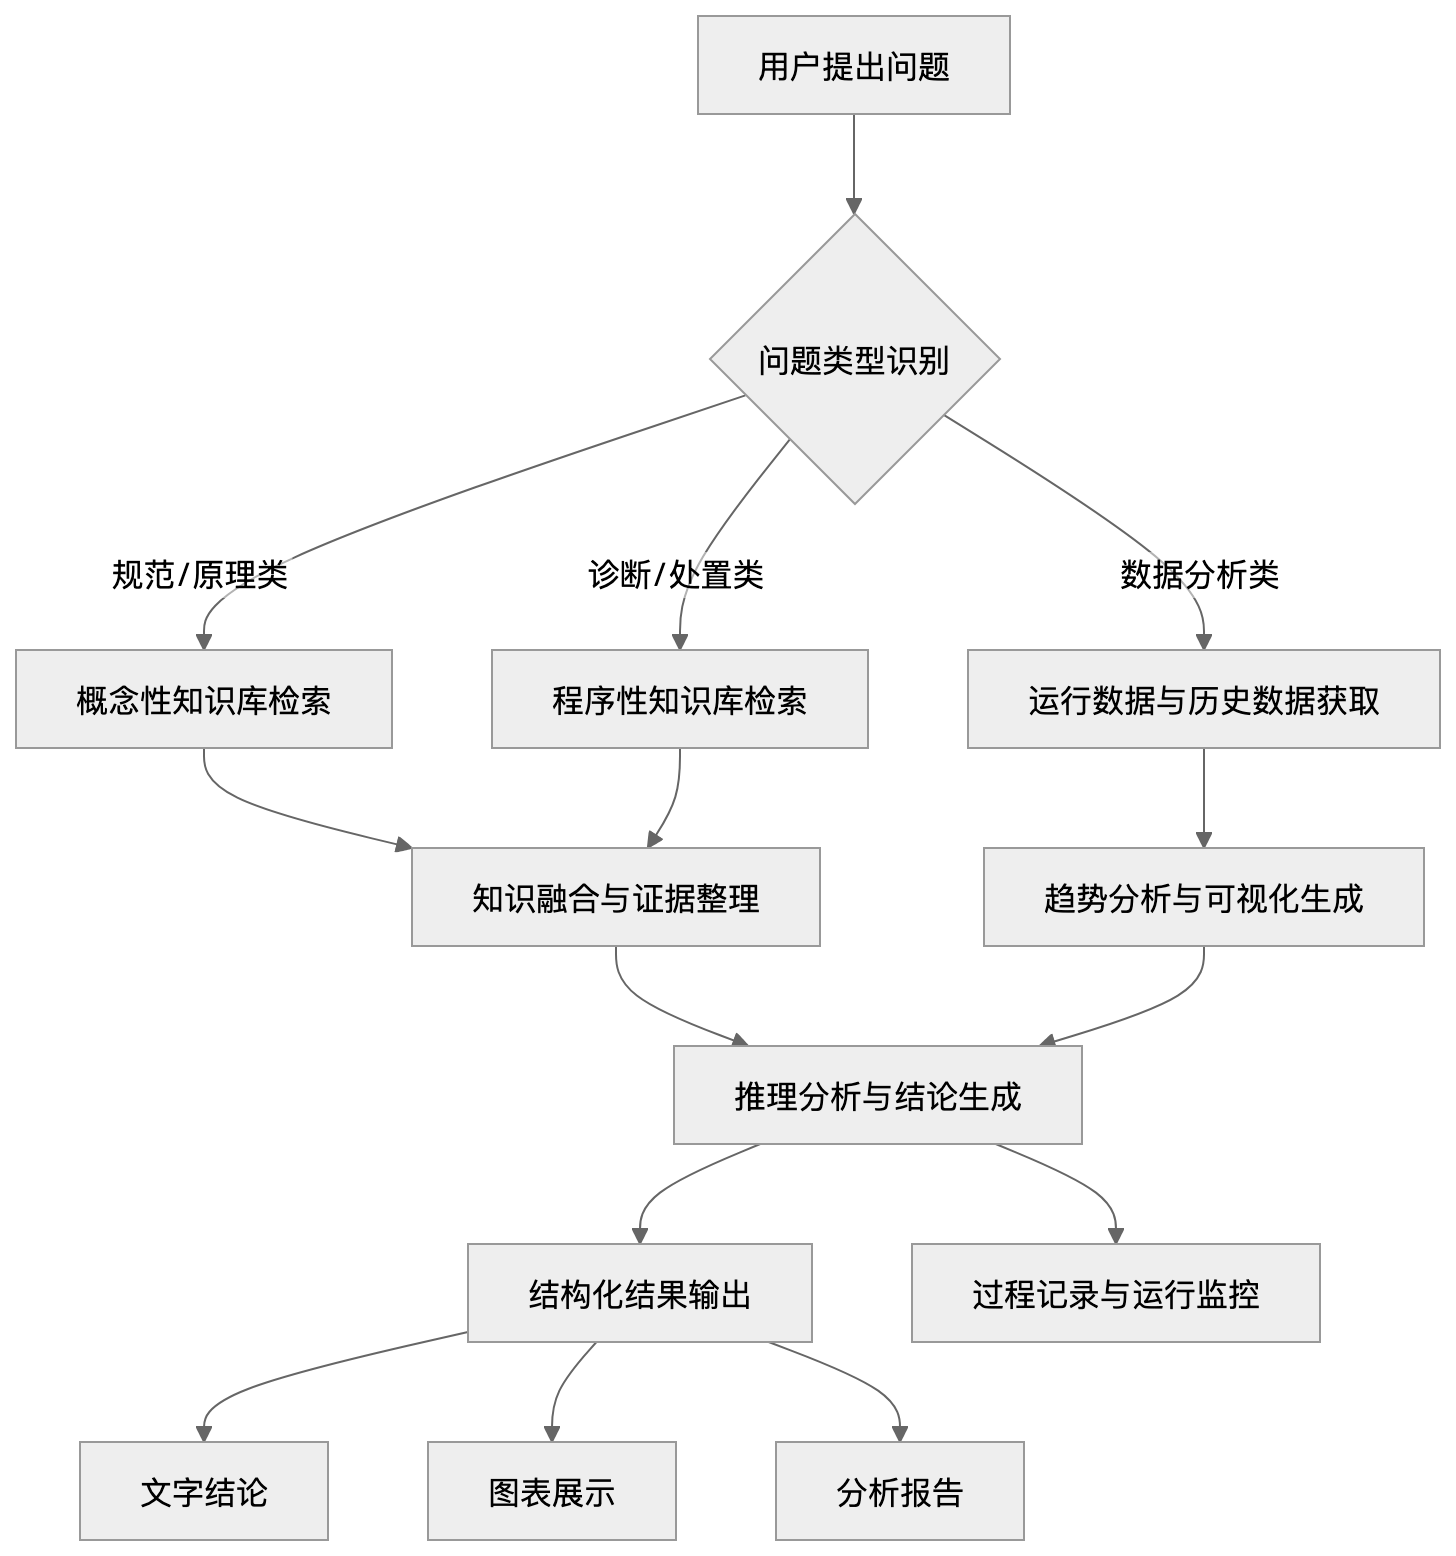 用户提出问题
问题类型识别
规范/原理类
诊断/处置类
数据分析类
概念性知识库检索
程序性知识库检索
运行数据与历史数据获取
知识融合与证据整理
趋势分析与可视化生成
推理分析与结论生成
结构化结果输出
过程记录与运行监控
文字结论
图表展示
分析报告